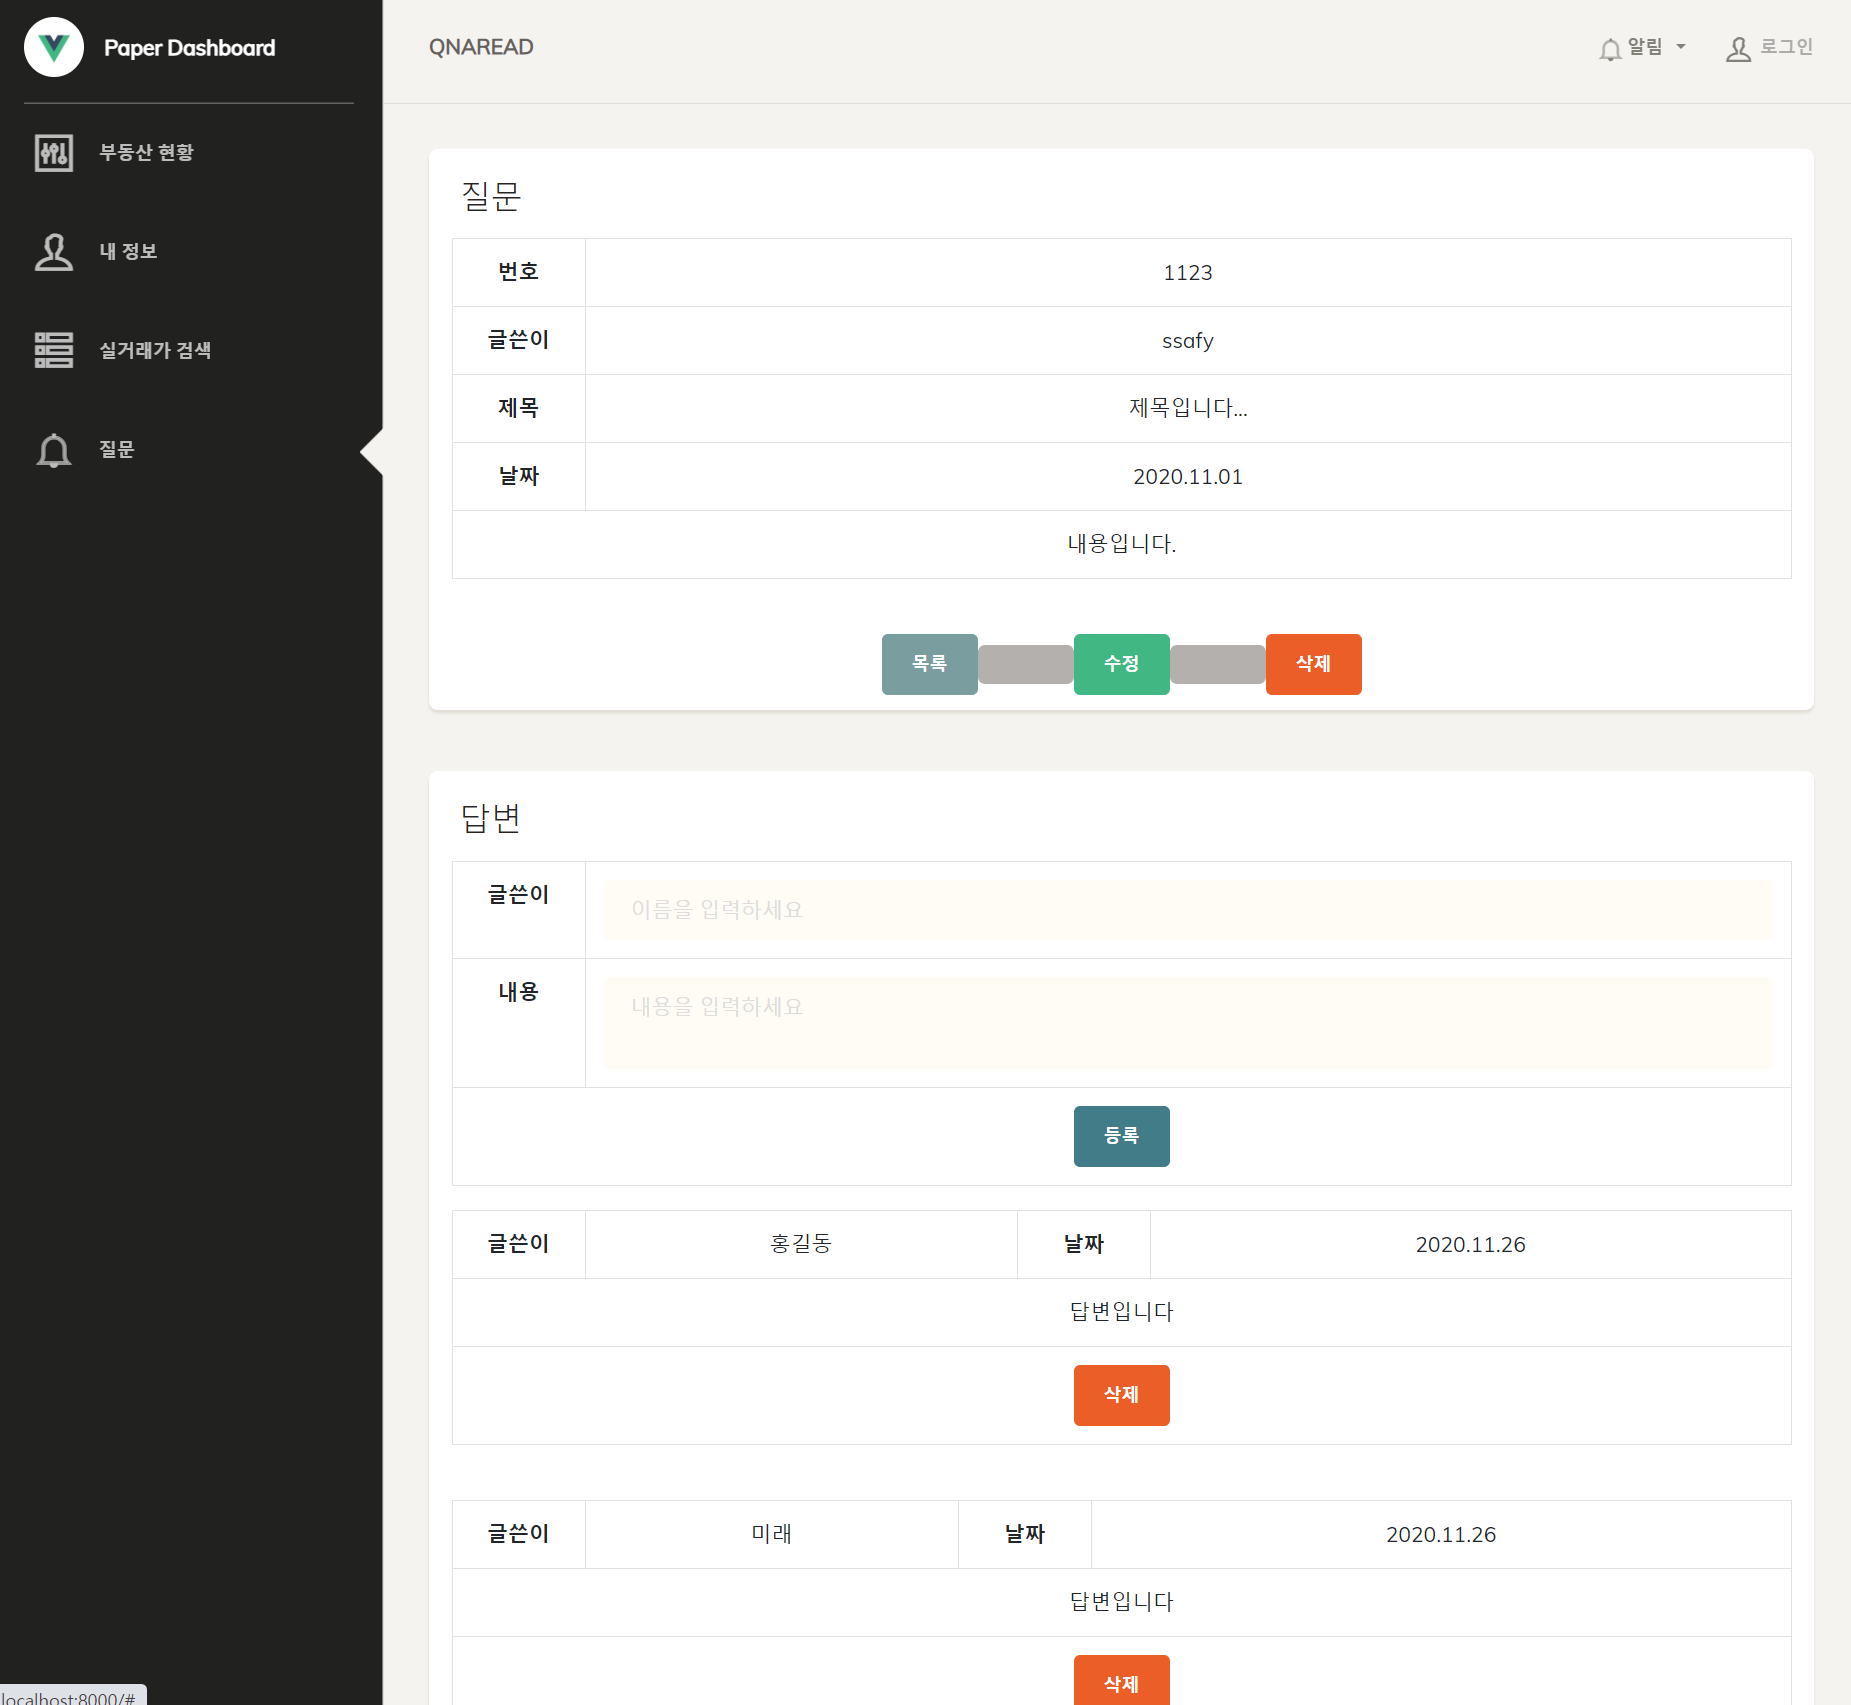 Paper Dashboard
부동산 현황
내 정보
실거래가 검색
질문
QNAREAD
알림
로그인
질문
번호 1123
글쓴이 ssafy
제목 제목입니다...
날짜 2020.11.01
내용입니다.
목록 수정 삭제
답변
글쓴이 이름을 입력하세요
내용 내용을 입력하세요
등록
글쓴이 홍길동 날짜 2020.11.26
답변입니다
삭제
글쓴이 미래 날짜 2020.11.26
답변입니다
삭제
localhost:8000/#